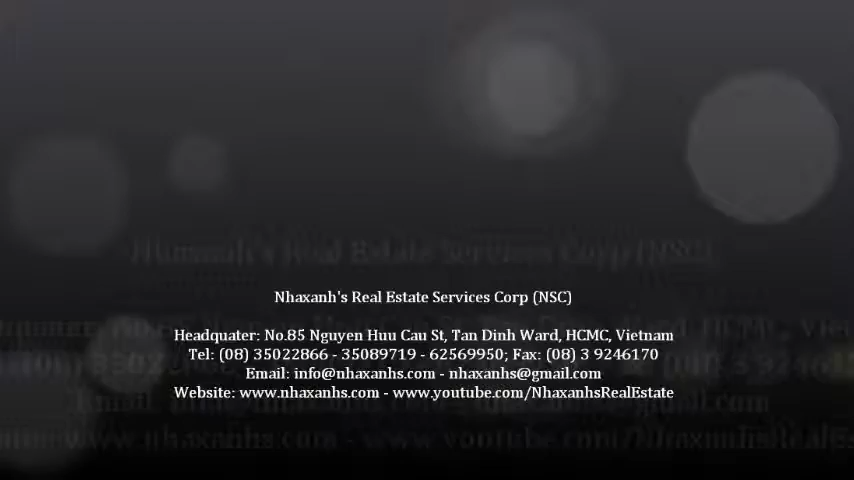 Nhaxanh's Real Estate Services Corp (NSC)
Headquater: No.85 Nguyen Huu Cau St, Tan Dinh Ward, HCMC, Vietnam
Tel: (08) 35022866 - 35089719 - 62569950; Fax: (08) 3 9246170
Email: info@nhaxanhs.com - nhaxanhs@gmail.com
Website: www.nhaxanhs.com - www.youtube.com/NhaxanhsRealEstate